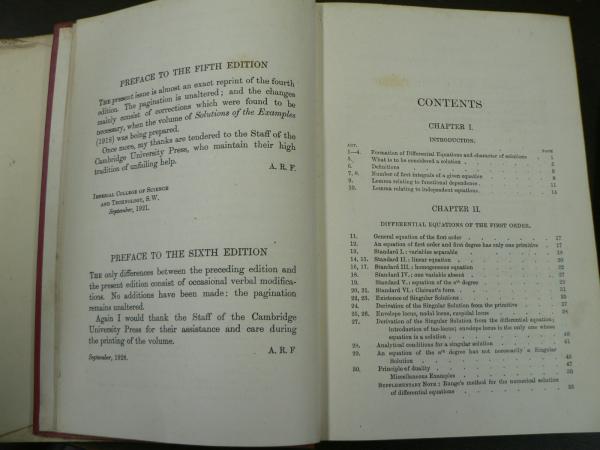 PREFACE TO THE FIFTH EDITION
The present issue is almost an exact reprint of the fourth
edition. The pagination is unaltered; and the changes
mainly consist of corrections which were found to be
necessary, when the volume of Solutions of the Examples
(1918) was being prepared.
Once more, my thanks are tendered to the Staff of the
Cambridge University Press, who maintain their high
tradition of unfailing help.
A. R. F.
Imperial College of Science
and Technology, S.W.
September, 1921.
PREFACE TO THE SIXTH EDITION
The only differences between the preceding edition and
the present edition consist of occasional verbal modifica-
tions. No additions have been made: the pagination
remains unaltered.
Again I would thank the Staff of the Cambridge
University Press for their assistance and care during
the printing of the volume.
A. R. F
September, 1928.
CONTENTS
CHAPTER I.
INTRODUCTION.
ART. PAGE
1—4. Formation of Differential Equations and character of solutions 1
5. What is to be considered a solution
6. Definitions
7, 8. Number of first integrals of a given equation
9. Lemma relating to functional dependence 11
10. Lemma relating to independent equations 14
CHAPTER II.
DIFFERENTIAL EQUATIONS OF THE FIRST ORDER.
11. General equation of the first order 17
12. An equation of first order and first degree has only one primitive 17
13. Standard I.: variables separable 18
14, 15. Standard II.: linear equation 20
16, 17. Standard III.: homogeneous equation 22
18. Standard IV.: one variable absent
19. Standard V.: equation of the nth degree
20, 21. Standard VI.: Clairaut's form
22, 23. Existence of Singular Solutions
24. Derivation of the Singular Solution from the primitive
25, 26. Envelope locus, nodal locus, cuspidal locus
27. Derivation of the Singular Solution from the differential equation;
introduction of tac-locus; envelope locus is the only one whose
equation is a solution 40
28. Analytical conditions for a singular solution
29. An equation of the nth degree has not necessarily a Singular
Solution
30. Principle of duality
Miscellaneous Examples
Supplementary Note: Runge's method for the numerical solution
of differential equations